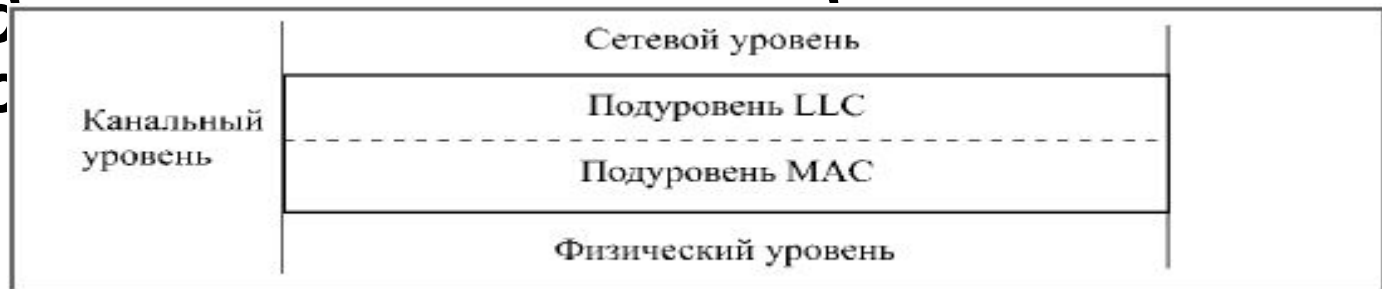 Сетевой уровень
Подуровень LLC
Канальный
уровень
Подуровень MAC
Физический уровень